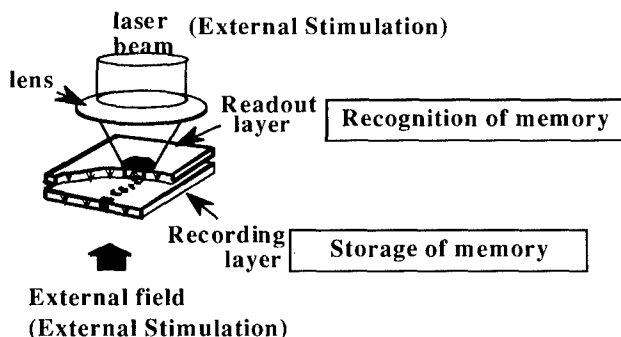 laser
beam
(External Stimulation)
lens
Readout
layer
Recognition of memory
Recording
layer
Storage of memory
External field
(External Stimulation)